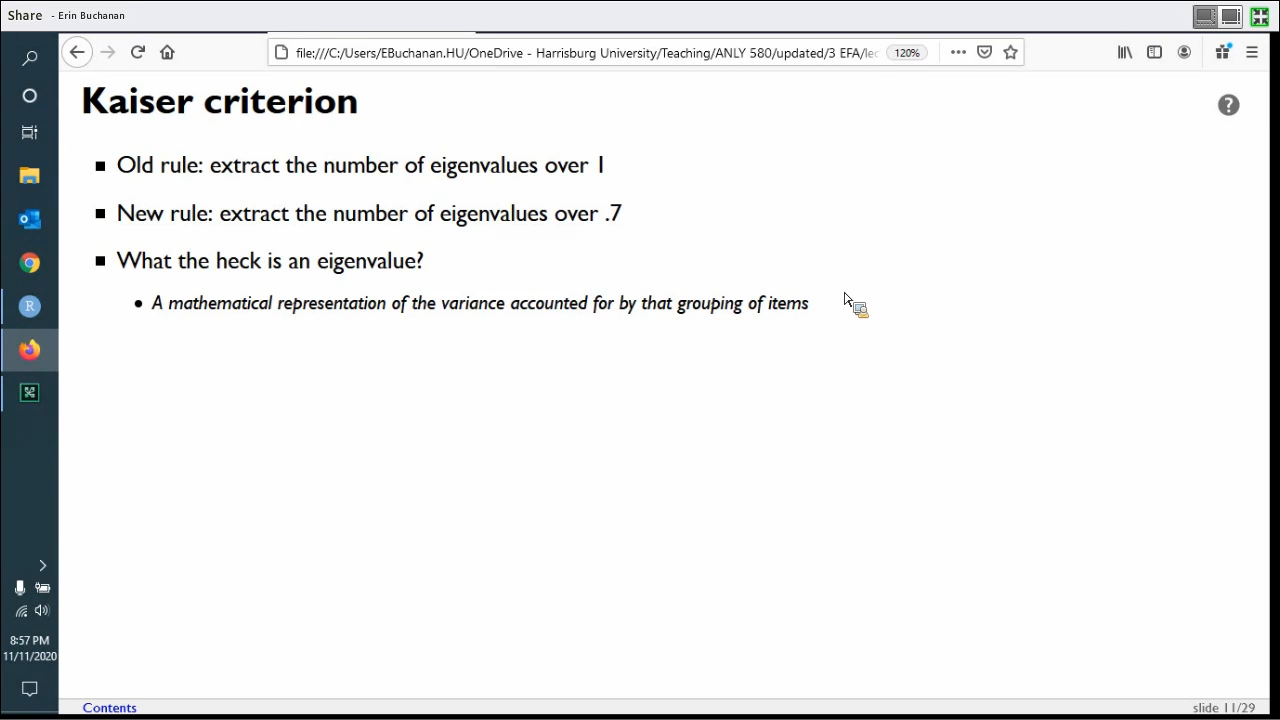 Share - Erin Buchanan
file:///C:/Users/EBuchanan.HU/OneDrive - Harrisburg University/Teaching/ANLY 580/updated/3 EFA/lec
120%
Kaiser criterion
?
■ Old rule: extract the number of eigenvalues over 1
■ New rule: extract the number of eigenvalues over .7
■ What the heck is an eigenvalue?
● A mathematical representation of the variance accounted for by that grouping of items
R
8:57 PM
11/11/2020
Contents
slide 11/29